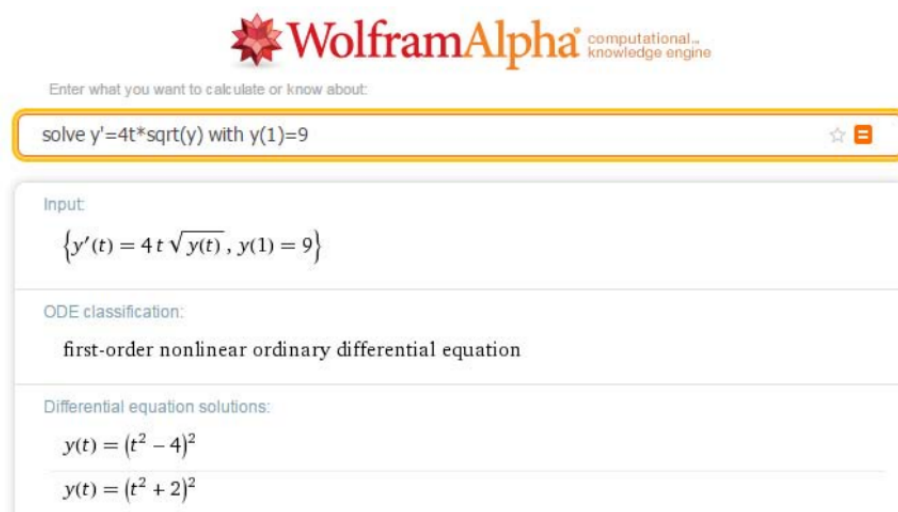 WolframAlpha computational knowledge engine
Enter what you want to calculate or know about:
solve y'=4t*sqrt(y) with y(1)=9
Input:
{y′(t) = 4 t √y(t) , y(1) = 9}
ODE classification:
first-order nonlinear ordinary differential equation
Differential equation solutions:
y(t) = (t² − 4)²
y(t) = (t² + 2)²